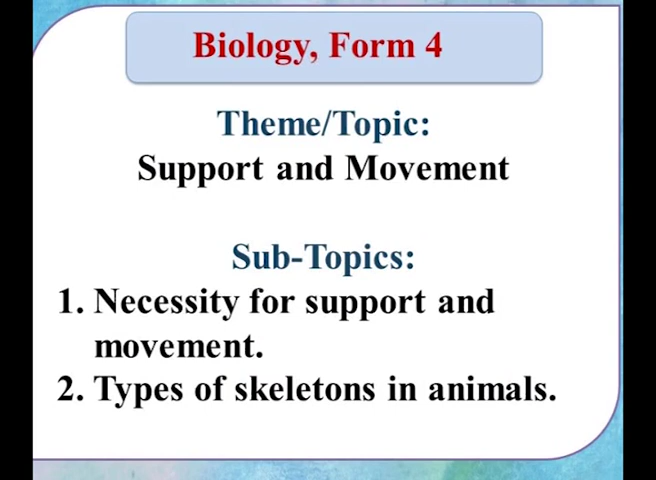 Biology, Form 4
Theme/Topic:
Support and Movement
Sub-Topics:
1. Necessity for support and
movement.
2. Types of skeletons in animals.